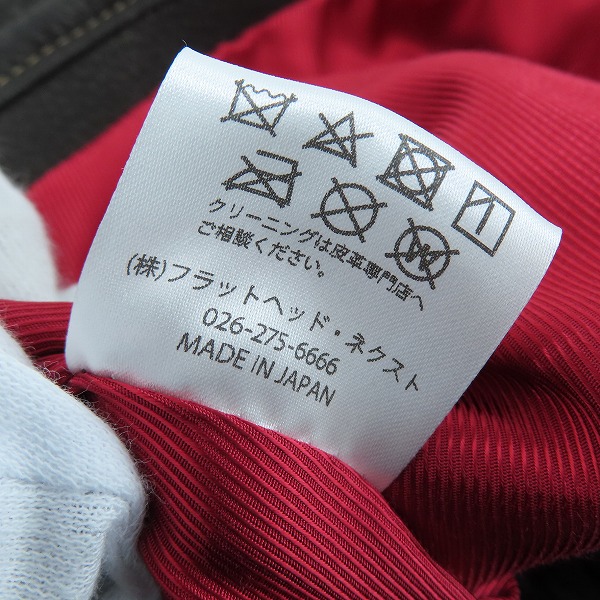 クリーニングは皮革専門店へ
ご相談ください。
(株)フラットヘッド・ネクスト
026-275-6666
MADE IN JAPAN